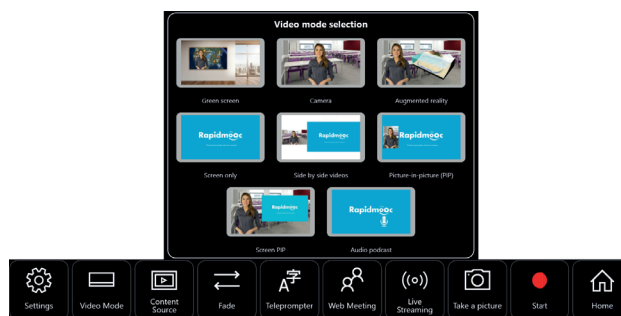 Video mode selection
Green screen
Camera
Augmented reality
Rapidmooc
Rapidmooc
Rapidmooc
Screen only
Side by side videos
Picture-in-picture (PIP)
Rapidmooc
Rapidmooc
Screen PIP
Audio podcast
A字
Settings
Video Mode
Content
Source
Fade
Teleprompter
Web Meeting
Live
Streaming
Take a picture
Start
Home